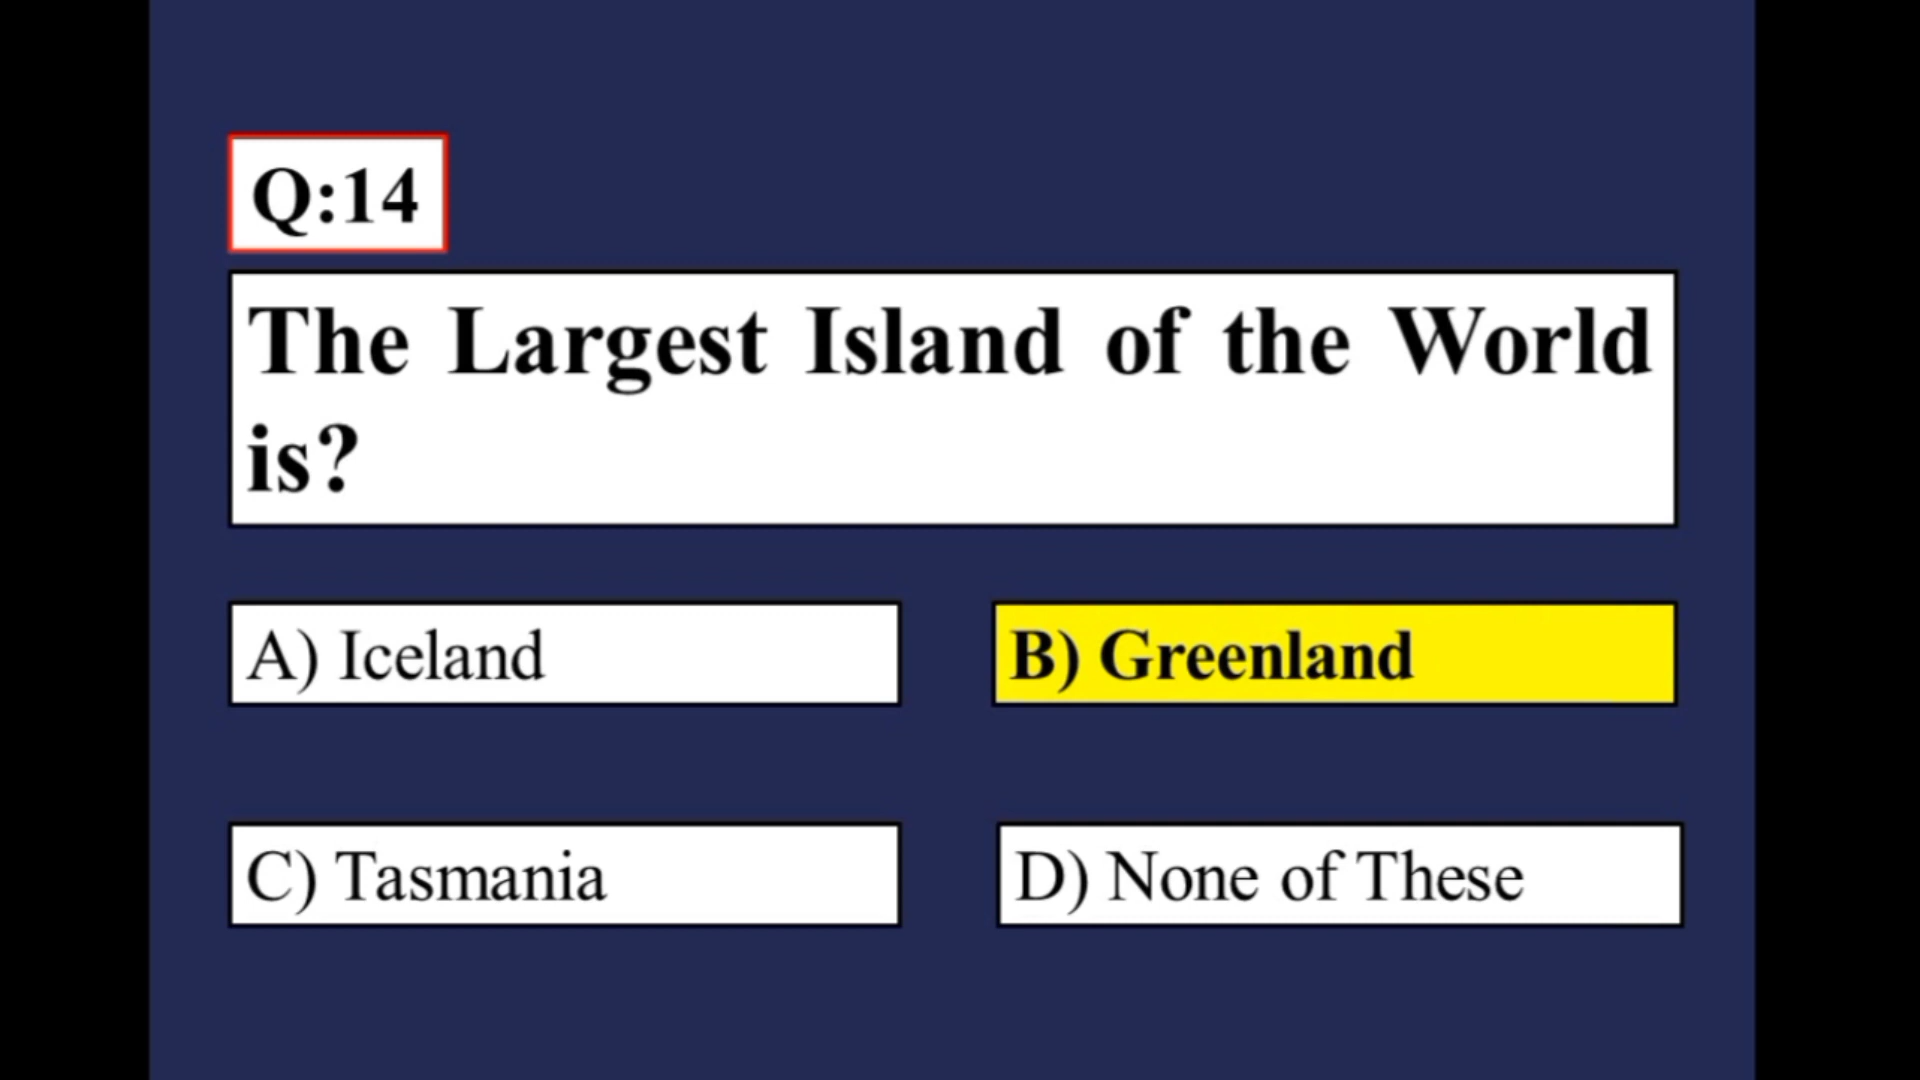 Q:14
The Largest Island of the World
is?
A) Iceland
B) Greenland
C) Tasmania
D) None of These